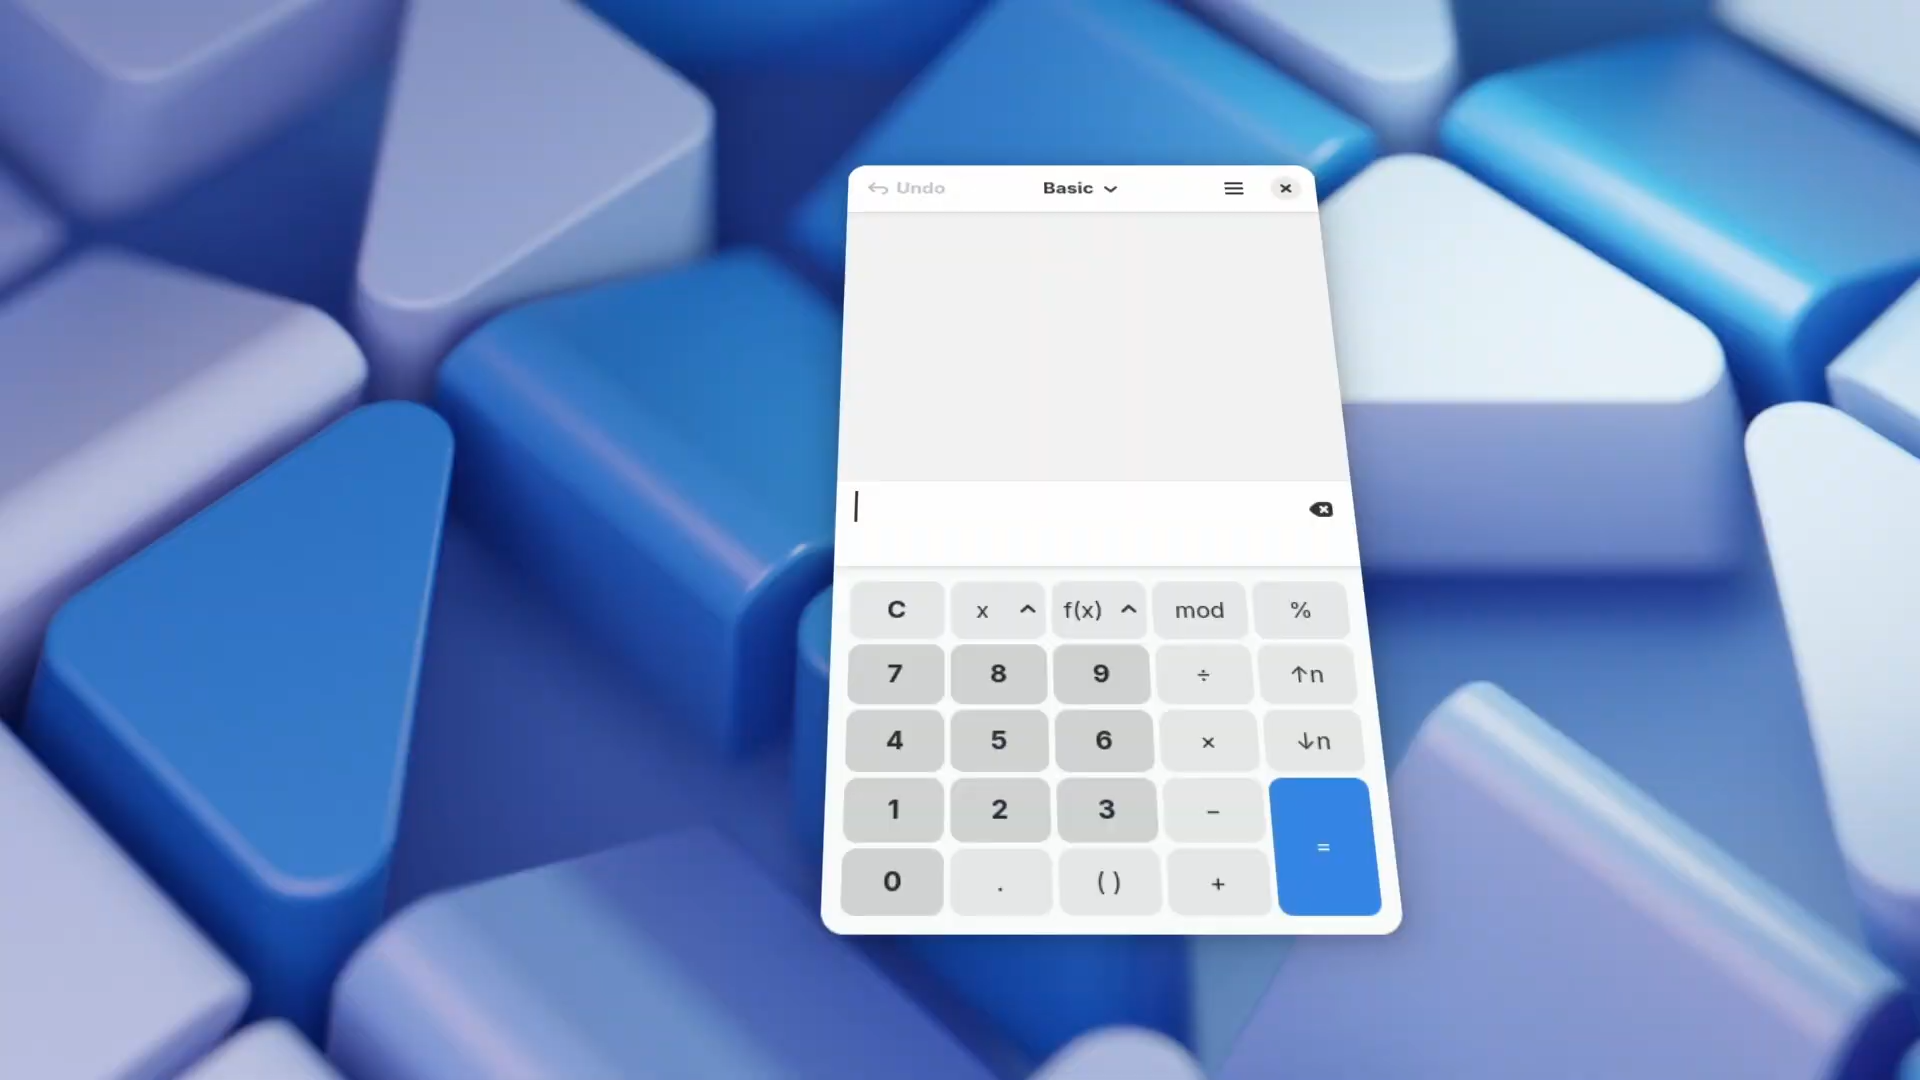 Undo Basic
C x f(x) mod %
7 8 9 ÷ ↑n
4 5 6 × ↓n
1 2 3 −
=
0 . ( ) +